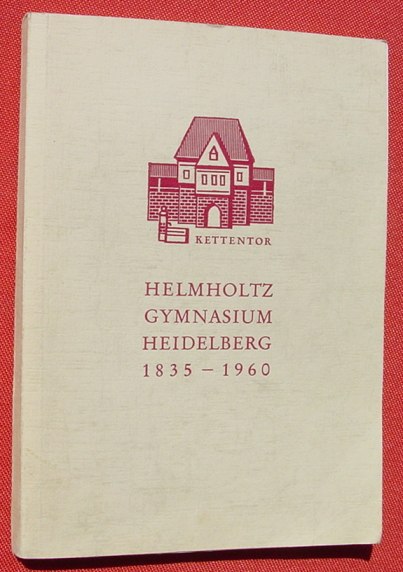 KETTENTOR
HELMHOLTZ
GYMNASIUM
HEIDELBERG
1835 – 1960